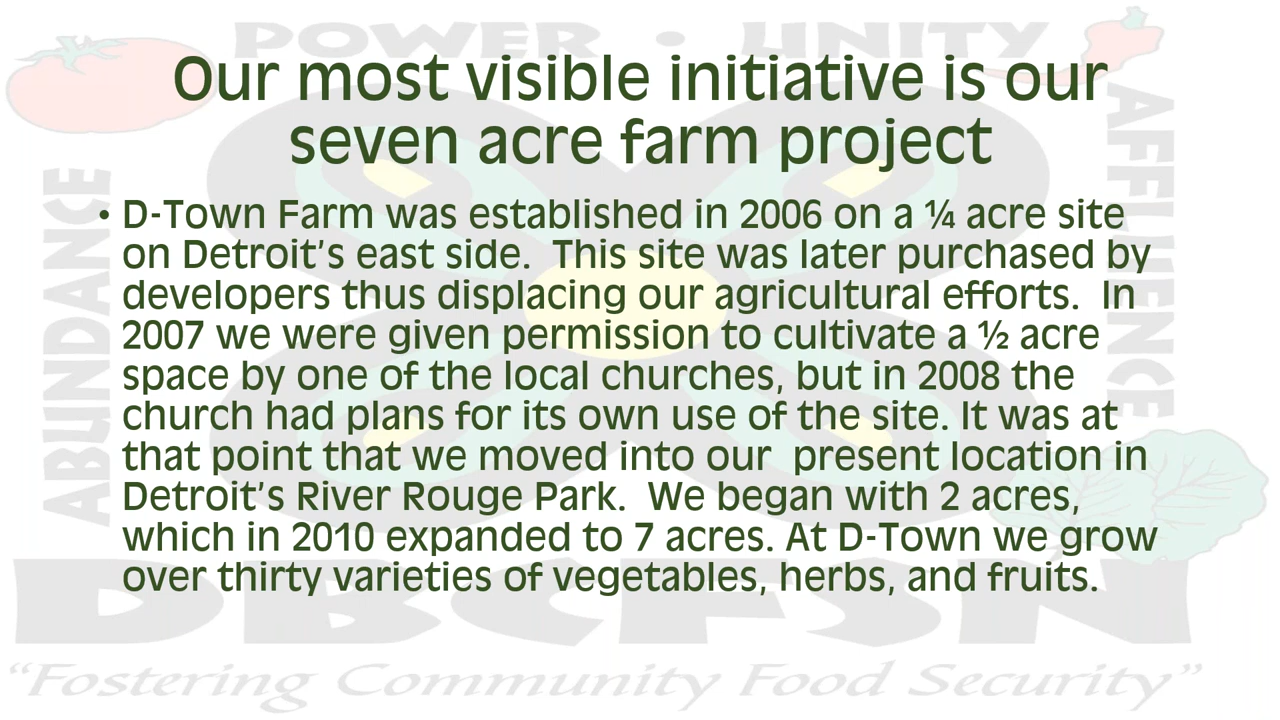 POWER • UNITY
Our most visible initiative is our
seven acre farm project
ABUNDANCE
AFFLUENCE
• D-Town Farm was established in 2006 on a ¼ acre site
on Detroit’s east side.  This site was later purchased by
developers thus displacing our agricultural efforts.  In
2007 we were given permission to cultivate a ½ acre
space by one of the local churches, but in 2008 the
church had plans for its own use of the site. It was at
that point that we moved into our  present location in
Detroit’s River Rouge Park.  We began with 2 acres,
which in 2010 expanded to 7 acres. At D-Town we grow
over thirty varieties of vegetables, herbs, and fruits.
DBCFSN
“Fostering Community Food Security”